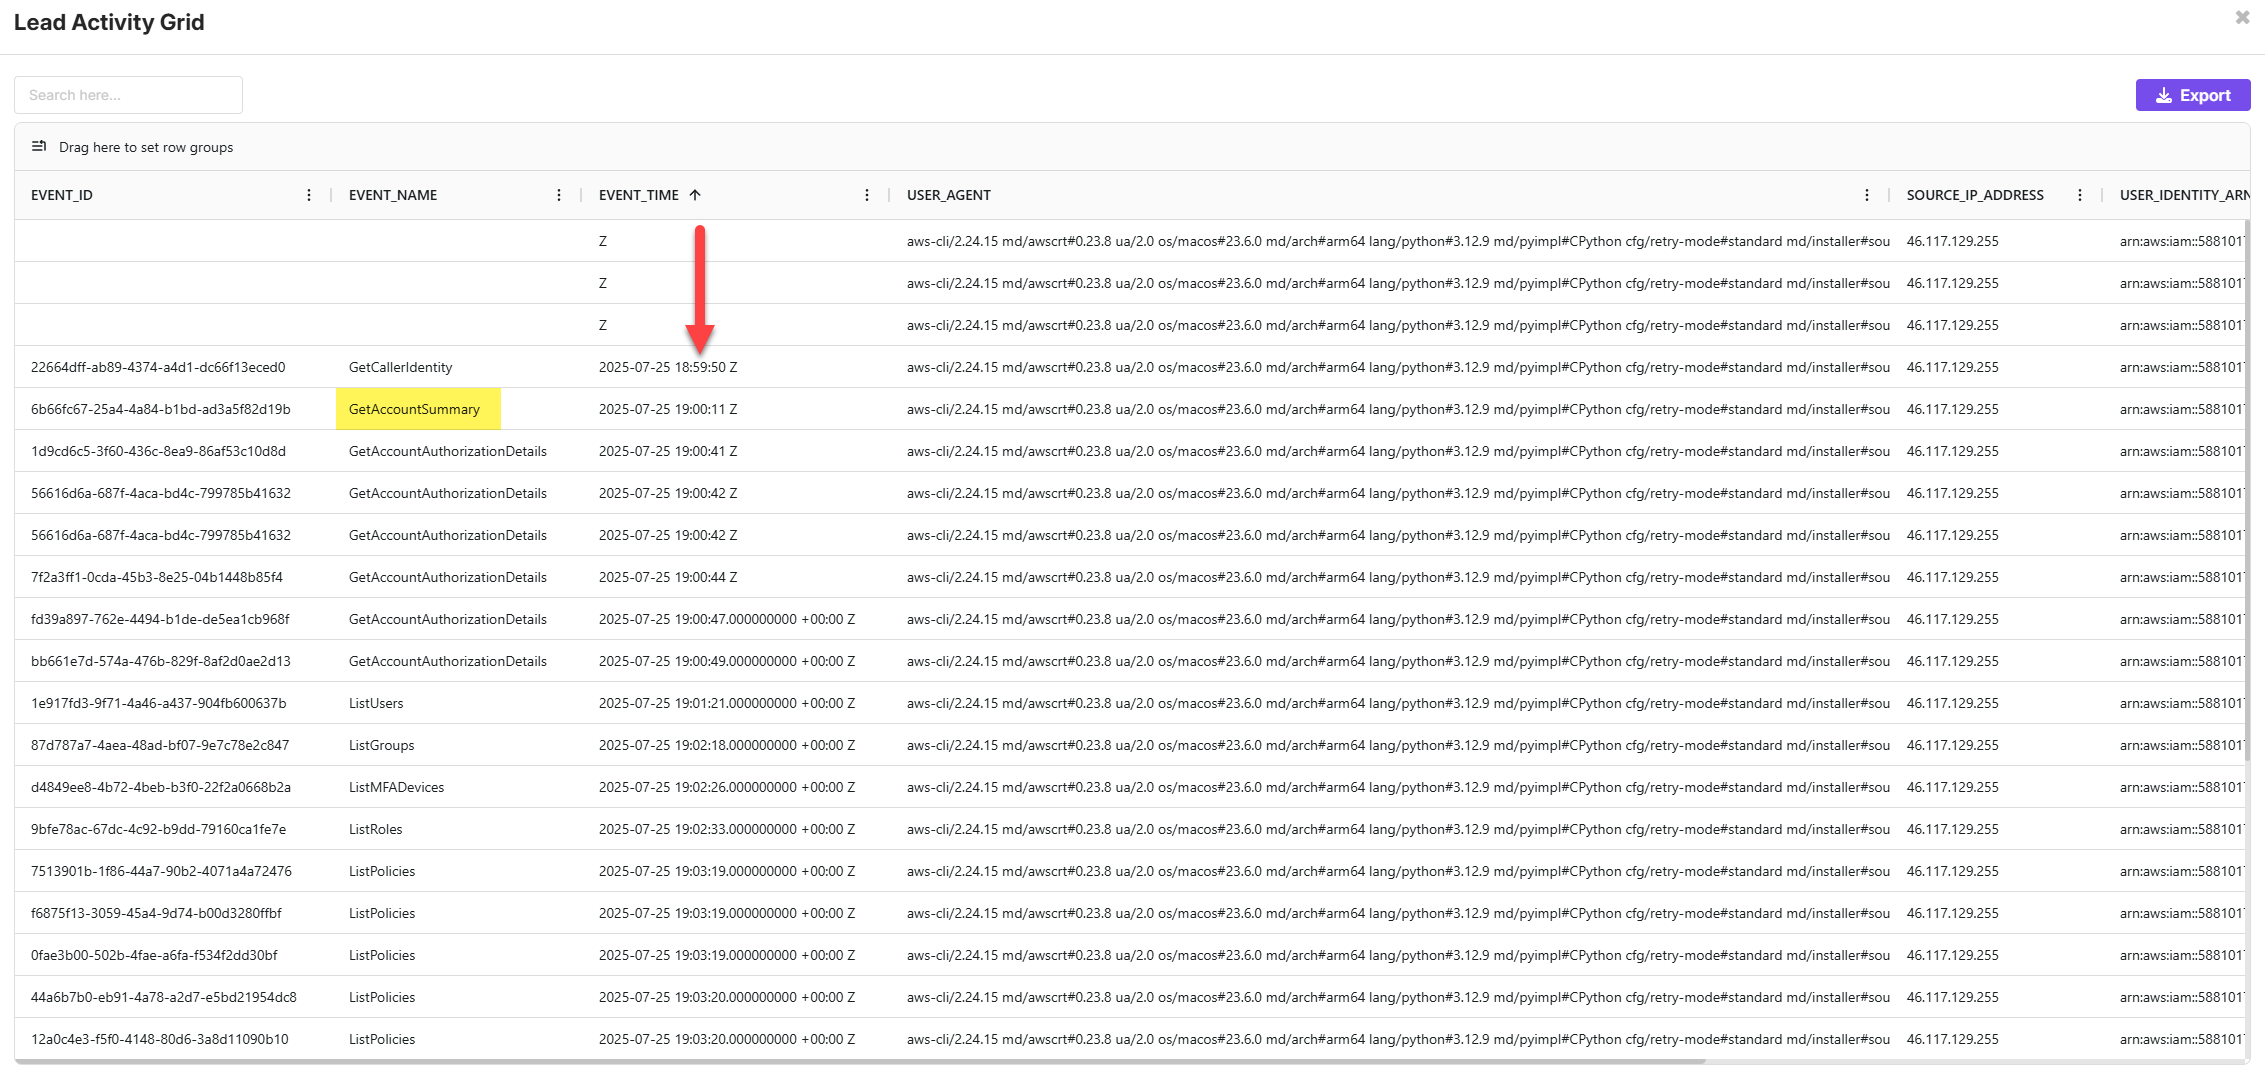 Lead Activity Grid
Search here...
Export
Drag here to set row groups
EVENT_ID EVENT_NAME EVENT_TIME USER_AGENT SOURCE_IP_ADDRESS USER_IDENTITY_ARN
Z aws-cli/2.24.15 md/awscrt#0.23.8 ua/2.0 os/macos#23.6.0 md/arch#arm64 lang/python#3.12.9 md/pyimpl#CPython cfg/retry-mode#standard md/installer#sou 46.117.129.255 arn:aws:iam::588101
Z aws-cli/2.24.15 md/awscrt#0.23.8 ua/2.0 os/macos#23.6.0 md/arch#arm64 lang/python#3.12.9 md/pyimpl#CPython cfg/retry-mode#standard md/installer#sou 46.117.129.255 arn:aws:iam::588101
Z aws-cli/2.24.15 md/awscrt#0.23.8 ua/2.0 os/macos#23.6.0 md/arch#arm64 lang/python#3.12.9 md/pyimpl#CPython cfg/retry-mode#standard md/installer#sou 46.117.129.255 arn:aws:iam::588101
22664dff-ab89-4374-a4d1-dc66f13eced0 GetCallerIdentity 2025-07-25 18:59:50 Z aws-cli/2.24.15 md/awscrt#0.23.8 ua/2.0 os/macos#23.6.0 md/arch#arm64 lang/python#3.12.9 md/pyimpl#CPython cfg/retry-mode#standard md/installer#sou 46.117.129.255 arn:aws:iam::588101
6b66fc67-25a4-4a84-b1bd-ad3a5f82d19b GetAccountSummary 2025-07-25 19:00:11 Z aws-cli/2.24.15 md/awscrt#0.23.8 ua/2.0 os/macos#23.6.0 md/arch#arm64 lang/python#3.12.9 md/pyimpl#CPython cfg/retry-mode#standard md/installer#sou 46.117.129.255 arn:aws:iam::588101
1d9cd6c5-3f60-436c-8ea9-86af53c10d8d GetAccountAuthorizationDetails 2025-07-25 19:00:41 Z aws-cli/2.24.15 md/awscrt#0.23.8 ua/2.0 os/macos#23.6.0 md/arch#arm64 lang/python#3.12.9 md/pyimpl#CPython cfg/retry-mode#standard md/installer#sou 46.117.129.255 arn:aws:iam::588101
56616d6a-687f-4aca-bd4c-799785b41632 GetAccountAuthorizationDetails 2025-07-25 19:00:42 Z aws-cli/2.24.15 md/awscrt#0.23.8 ua/2.0 os/macos#23.6.0 md/arch#arm64 lang/python#3.12.9 md/pyimpl#CPython cfg/retry-mode#standard md/installer#sou 46.117.129.255 arn:aws:iam::588101
56616d6a-687f-4aca-bd4c-799785b41632 GetAccountAuthorizationDetails 2025-07-25 19:00:42 Z aws-cli/2.24.15 md/awscrt#0.23.8 ua/2.0 os/macos#23.6.0 md/arch#arm64 lang/python#3.12.9 md/pyimpl#CPython cfg/retry-mode#standard md/installer#sou 46.117.129.255 arn:aws:iam::588101
7f2a3ff1-0cda-45b3-8e25-04b1448b85f4 GetAccountAuthorizationDetails 2025-07-25 19:00:44 Z aws-cli/2.24.15 md/awscrt#0.23.8 ua/2.0 os/macos#23.6.0 md/arch#arm64 lang/python#3.12.9 md/pyimpl#CPython cfg/retry-mode#standard md/installer#sou 46.117.129.255 arn:aws:iam::588101
fd39a897-762e-4494-b1de-de5ea1cb968f GetAccountAuthorizationDetails 2025-07-25 19:00:47.000000000 +00:00 Z aws-cli/2.24.15 md/awscrt#0.23.8 ua/2.0 os/macos#23.6.0 md/arch#arm64 lang/python#3.12.9 md/pyimpl#CPython cfg/retry-mode#standard md/installer#sou 46.117.129.255 arn:aws:iam::588101
bb661e7d-574a-476b-829f-8af2d0ae2d13 GetAccountAuthorizationDetails 2025-07-25 19:00:49.000000000 +00:00 Z aws-cli/2.24.15 md/awscrt#0.23.8 ua/2.0 os/macos#23.6.0 md/arch#arm64 lang/python#3.12.9 md/pyimpl#CPython cfg/retry-mode#standard md/installer#sou 46.117.129.255 arn:aws:iam::588101
1e917fd3-9f71-4a46-a437-904fb600637b ListUsers 2025-07-25 19:01:21.000000000 +00:00 Z aws-cli/2.24.15 md/awscrt#0.23.8 ua/2.0 os/macos#23.6.0 md/arch#arm64 lang/python#3.12.9 md/pyimpl#CPython cfg/retry-mode#standard md/installer#sou 46.117.129.255 arn:aws:iam::588101
87d787a7-4aea-48ad-bf07-9e7c78e2c847 ListGroups 2025-07-25 19:02:18.000000000 +00:00 Z aws-cli/2.24.15 md/awscrt#0.23.8 ua/2.0 os/macos#23.6.0 md/arch#arm64 lang/python#3.12.9 md/pyimpl#CPython cfg/retry-mode#standard md/installer#sou 46.117.129.255 arn:aws:iam::588101
d4849ee8-4b72-4beb-b3f0-22f2a0668b2a ListMFADevices 2025-07-25 19:02:26.000000000 +00:00 Z aws-cli/2.24.15 md/awscrt#0.23.8 ua/2.0 os/macos#23.6.0 md/arch#arm64 lang/python#3.12.9 md/pyimpl#CPython cfg/retry-mode#standard md/installer#sou 46.117.129.255 arn:aws:iam::588101
9bfe78ac-67dc-4c92-b9dd-79160ca1fe7e ListRoles 2025-07-25 19:02:33.000000000 +00:00 Z aws-cli/2.24.15 md/awscrt#0.23.8 ua/2.0 os/macos#23.6.0 md/arch#arm64 lang/python#3.12.9 md/pyimpl#CPython cfg/retry-mode#standard md/installer#sou 46.117.129.255 arn:aws:iam::588101
7513901b-1f86-44a7-90b2-4071a4a72476 ListPolicies 2025-07-25 19:03:19.000000000 +00:00 Z aws-cli/2.24.15 md/awscrt#0.23.8 ua/2.0 os/macos#23.6.0 md/arch#arm64 lang/python#3.12.9 md/pyimpl#CPython cfg/retry-mode#standard md/installer#sou 46.117.129.255 arn:aws:iam::588101
f6875f13-3059-45a4-9d74-b00d3280ffbf ListPolicies 2025-07-25 19:03:19.000000000 +00:00 Z aws-cli/2.24.15 md/awscrt#0.23.8 ua/2.0 os/macos#23.6.0 md/arch#arm64 lang/python#3.12.9 md/pyimpl#CPython cfg/retry-mode#standard md/installer#sou 46.117.129.255 arn:aws:iam::588101
0fae3b00-502b-4fae-a6fa-f534f2dd30bf ListPolicies 2025-07-25 19:03:19.000000000 +00:00 Z aws-cli/2.24.15 md/awscrt#0.23.8 ua/2.0 os/macos#23.6.0 md/arch#arm64 lang/python#3.12.9 md/pyimpl#CPython cfg/retry-mode#standard md/installer#sou 46.117.129.255 arn:aws:iam::588101
44a6b7b0-eb91-4a78-a2d7-e5bd21954dc8 ListPolicies 2025-07-25 19:03:20.000000000 +00:00 Z aws-cli/2.24.15 md/awscrt#0.23.8 ua/2.0 os/macos#23.6.0 md/arch#arm64 lang/python#3.12.9 md/pyimpl#CPython cfg/retry-mode#standard md/installer#sou 46.117.129.255 arn:aws:iam::588101
12a0c4e3-f5f0-4148-80d6-3a8d11090b10 ListPolicies 2025-07-25 19:03:20.000000000 +00:00 Z aws-cli/2.24.15 md/awscrt#0.23.8 ua/2.0 os/macos#23.6.0 md/arch#arm64 lang/python#3.12.9 md/pyimpl#CPython cfg/retry-mode#standard md/installer#sou 46.117.129.255 arn:aws:iam::588101